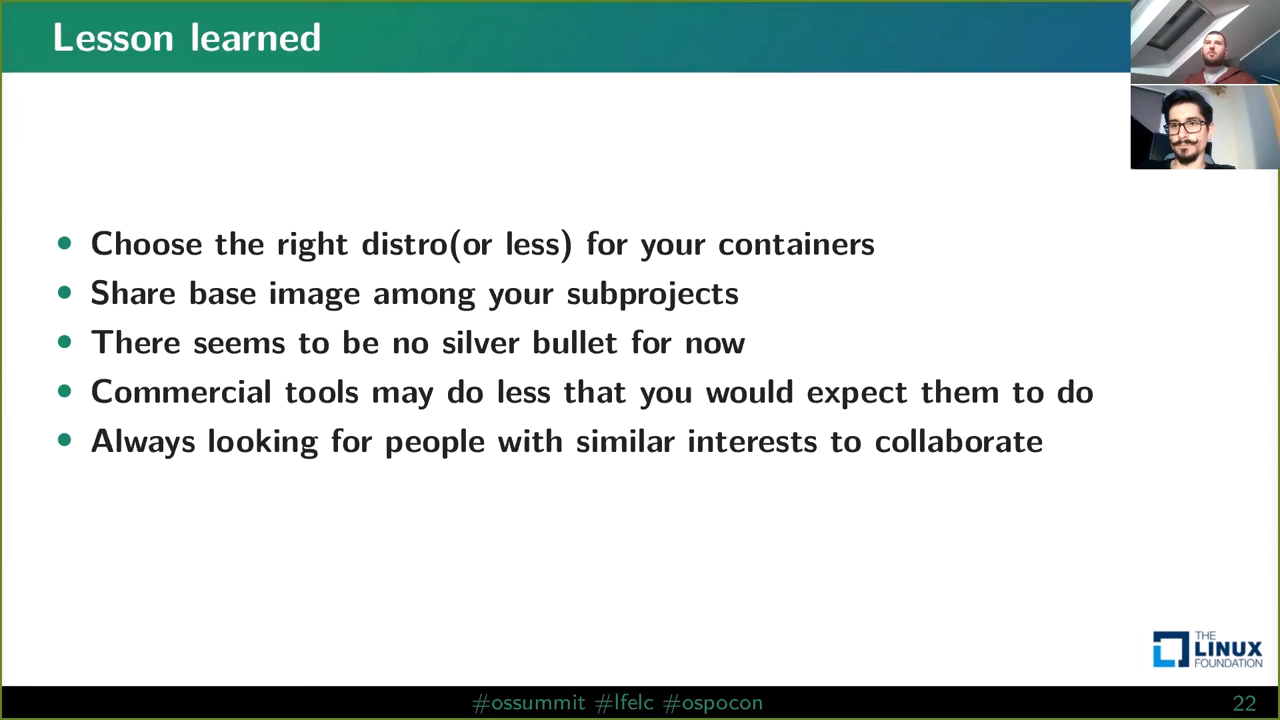 Lesson learned
• Choose the right distro(or less) for your containers
• Share base image among your subprojects
• There seems to be no silver bullet for now
• Commercial tools may do less that you would expect them to do
• Always looking for people with similar interests to collaborate
THE
LINUX
FOUNDATION
#ossummit #lfelc #ospocon
22